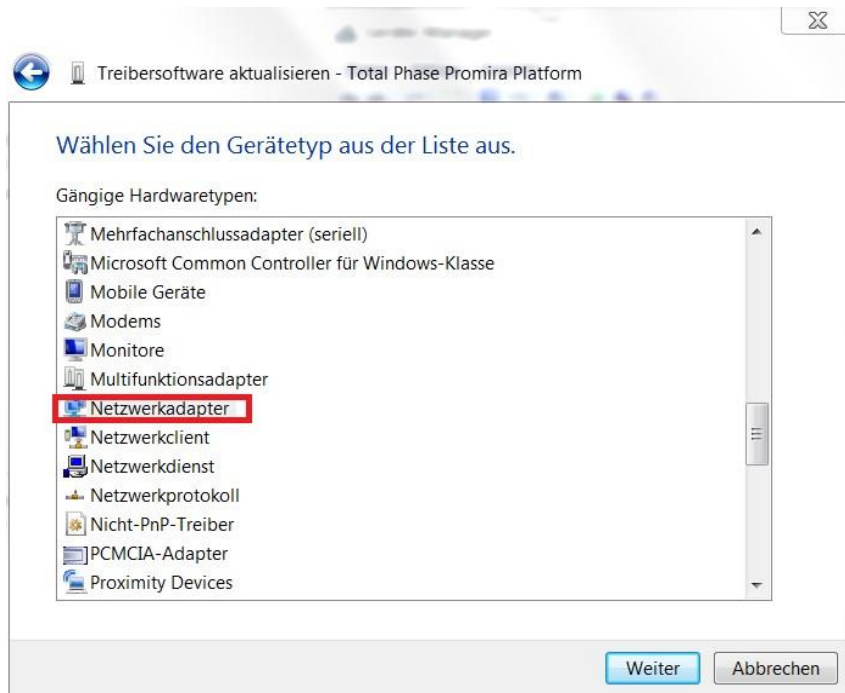 Treibersoftware aktualisieren - Total Phase Promira Platform
Wählen Sie den Gerätetyp aus der Liste aus.
Gängige Hardwaretypen:
Mehrfachanschlussadapter (seriell)
Microsoft Common Controller für Windows-Klasse
Mobile Geräte
Modems
Monitore
Multifunktionsadapter
Netzwerkadapter
Netzwerkclient
Netzwerkdienst
Netzwerkprotokoll
Nicht-PnP-Treiber
PCMCIA-Adapter
Proximity Devices
Weiter Abbrechen